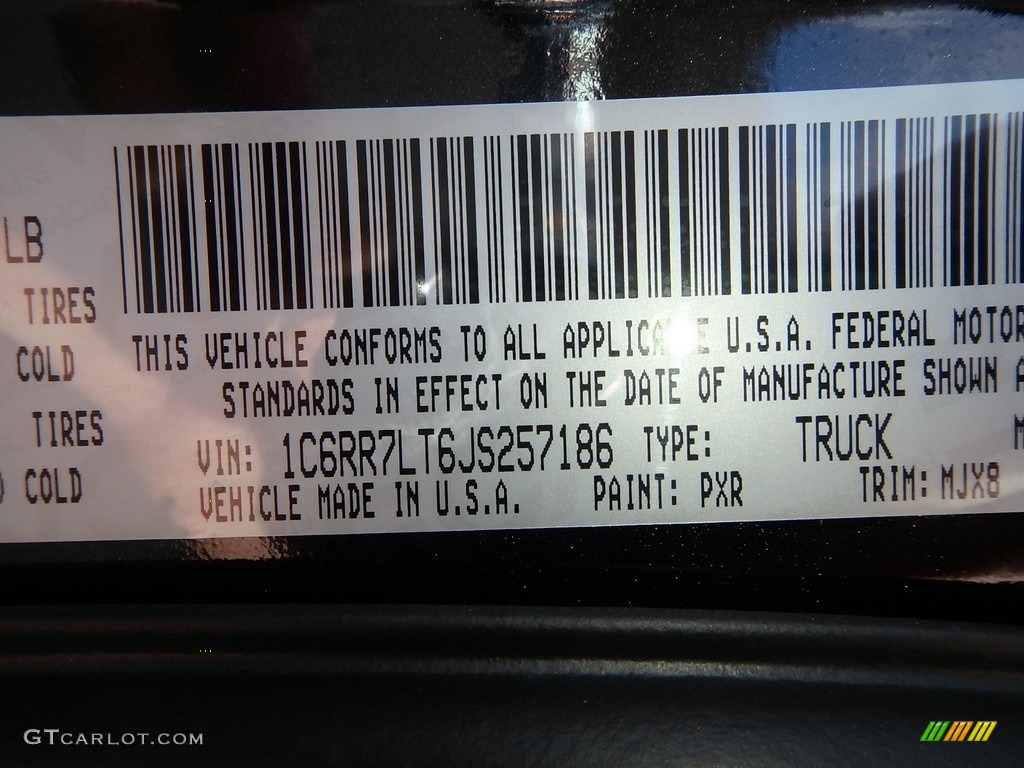 LB
TIRES
COLD
TIRES
COLD
THIS VEHICLE CONFORMS TO ALL U.S.A. FEDERAL MOTOR
STANDARDS IN EFFECT ON THE DATE OF MANUFACTURE SHOWN
VIN: 1C6RR7LT6JS257186 TYPE: TRUCK
VEHICLE MADE IN U.S.A. PAINT: PXR TRIM: MJX8
GTCARLOT.COM